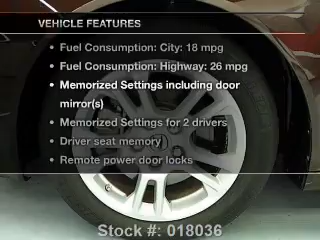 VEHICLE FEATURES
• Fuel Consumption: City: 18 mpg
• Fuel Consumption: Highway: 26 mpg
• Memorized Settings including door
mirror(s)
• Memorized Settings for 2 drivers
• Driver seat memory
• Remote power door locks
Stock #: 018036